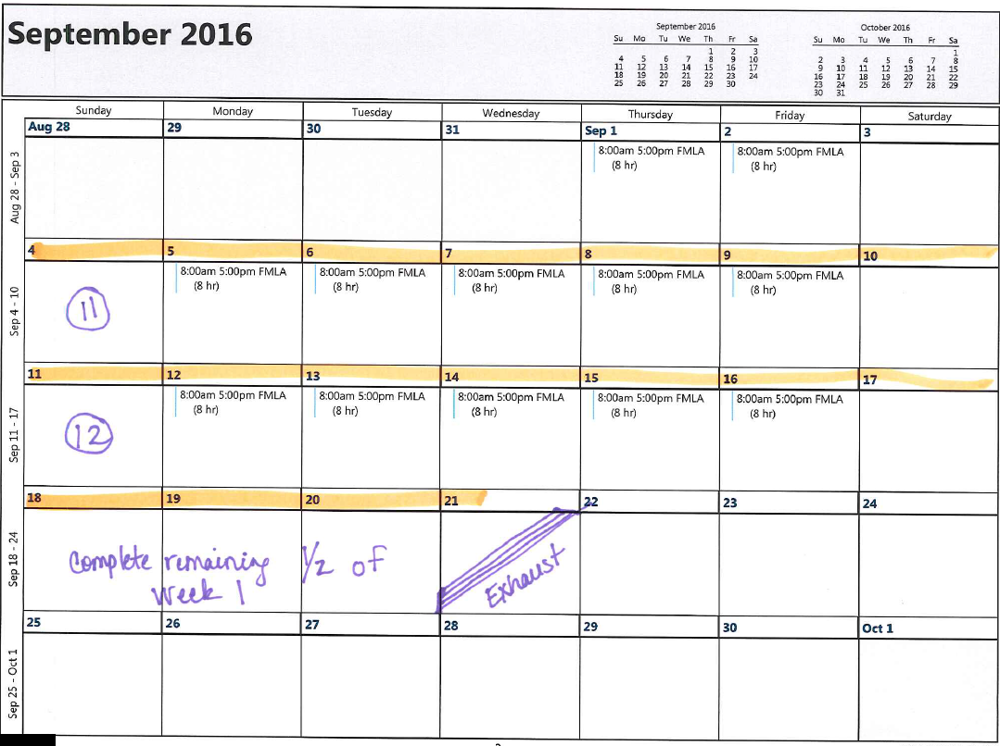 September 2016
September 2016
Su Mo Tu We Th Fr Sa
1 2 3
4 5 6 7 8 9 10
11 12 13 14 15 16 17
18 19 20 21 22 23 24
25 26 27 28 29 30
October 2016
Su Mo Tu We Th Fr Sa
1
2 3 4 5 6 7 8
9 10 11 12 13 14 15
16 17 18 19 20 21 22
23 24 25 26 27 28 29
30 31
Sunday Monday Tuesday Wednesday Thursday Friday Saturday
Aug 28 - Sep 3
Aug 28 29 30 31 Sep 1 2 3
8:00am 5:00pm FMLA 8:00am 5:00pm FMLA
(8 hr) (8 hr)
Sep 4 - 10
4 5 6 7 8 9 10
8:00am 5:00pm FMLA 8:00am 5:00pm FMLA 8:00am 5:00pm FMLA 8:00am 5:00pm FMLA 8:00am 5:00pm FMLA
(8 hr) (8 hr) (8 hr) (8 hr) (8 hr)
11
Sep 11 - 17
11 12 13 14 15 16 17
8:00am 5:00pm FMLA 8:00am 5:00pm FMLA 8:00am 5:00pm FMLA 8:00am 5:00pm FMLA 8:00am 5:00pm FMLA
(8 hr) (8 hr) (8 hr) (8 hr) (8 hr)
12
Sep 18 - 24
18 19 20 21 22 23 24
Complete remaining 1/2 of
Week 1
Exhaust
Sep 25 - Oct 1
25 26 27 28 29 30 Oct 1